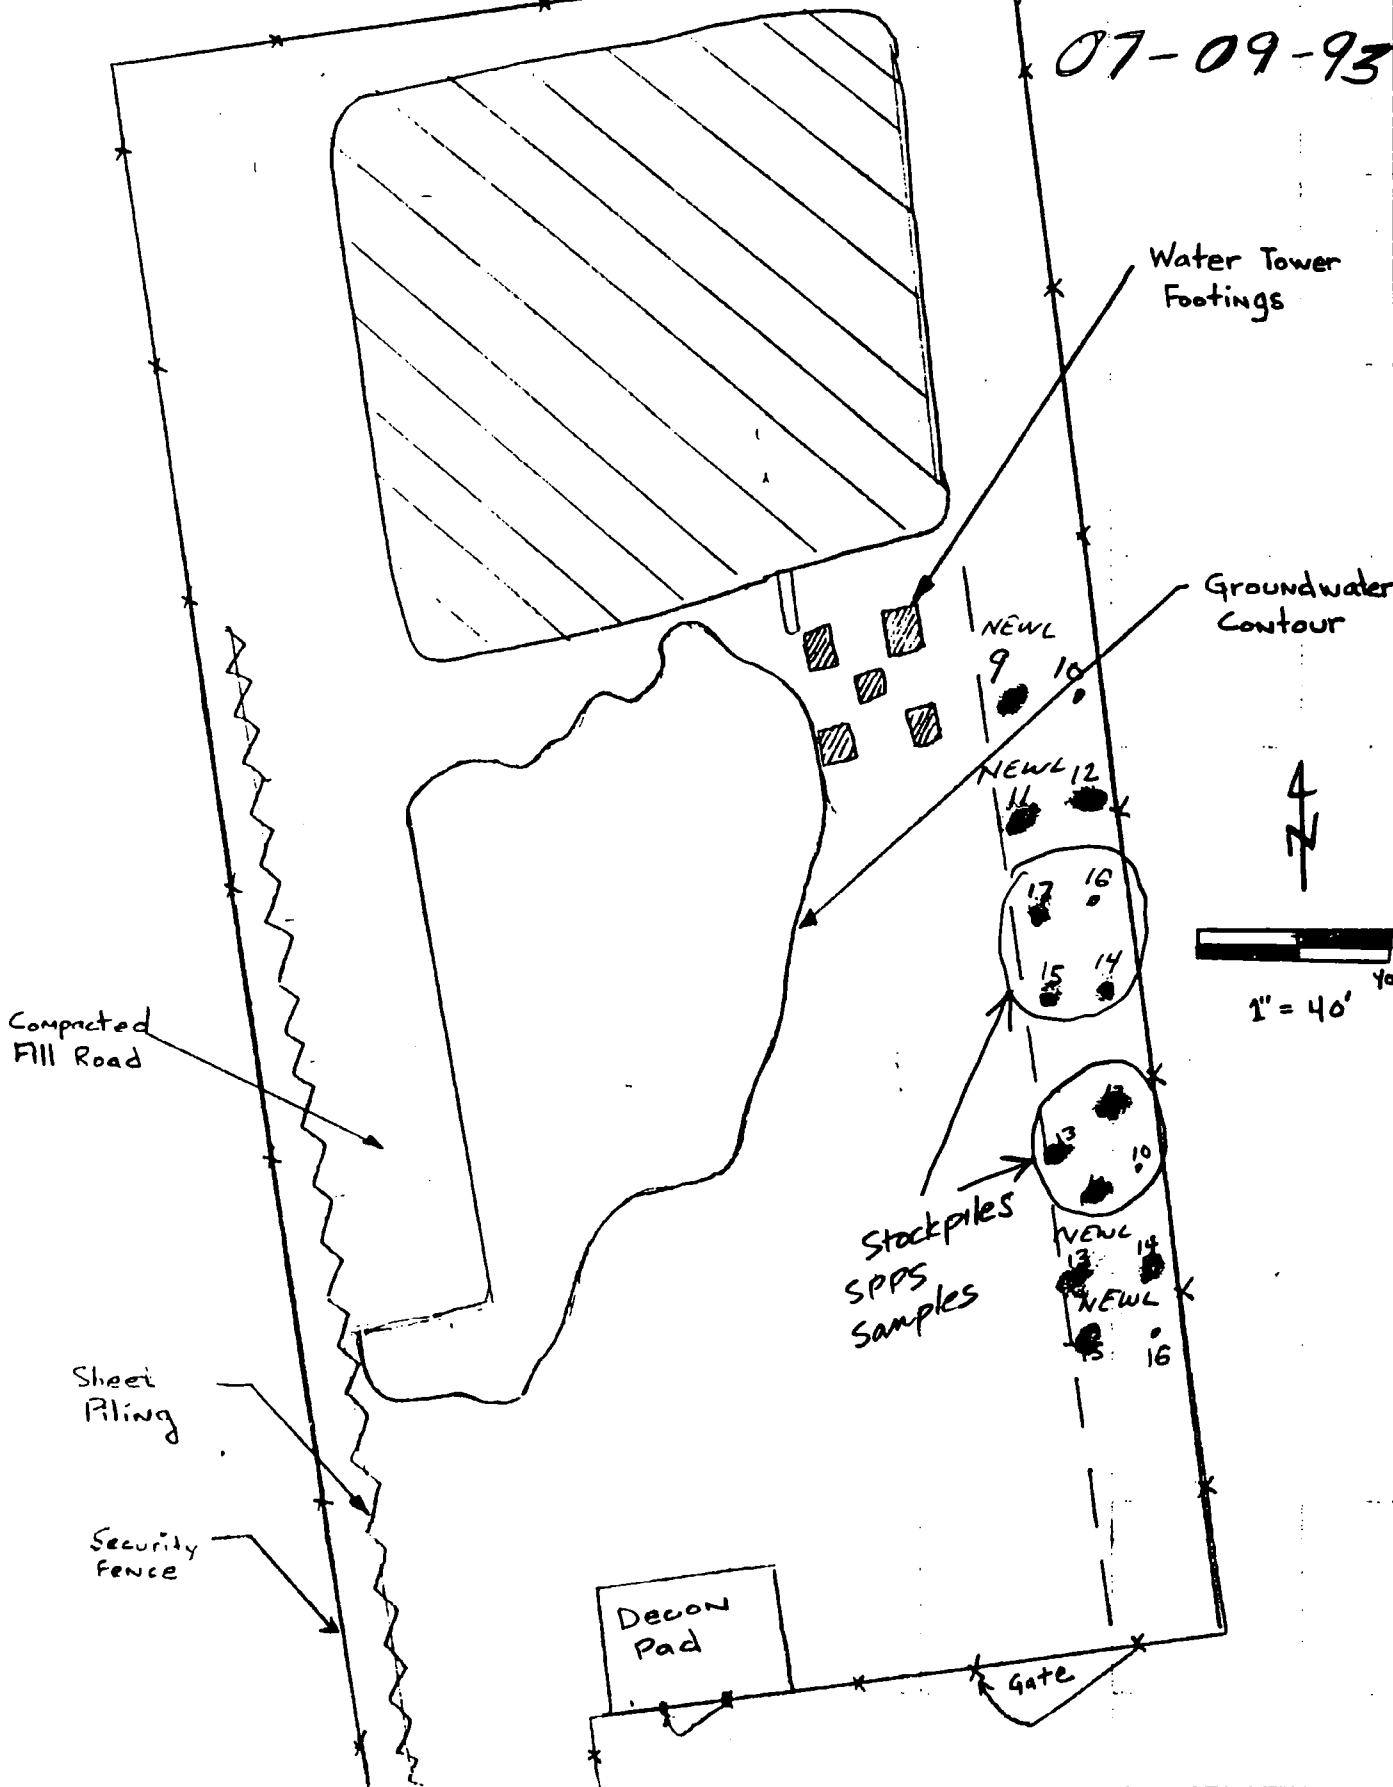 07-09-93
Water Tower
Footings
Groundwater
Contour
NEWL
9 10
NEWL 12
11
17 16
15 14
N
1" = 40'
Compacted
Fill Road
12
13
10
Stockpiles
SPPS
Samples
NEWL
13 14
NEWL
15 16
Sheet
Piling
Security
Fence
Decon
Pad
Gate